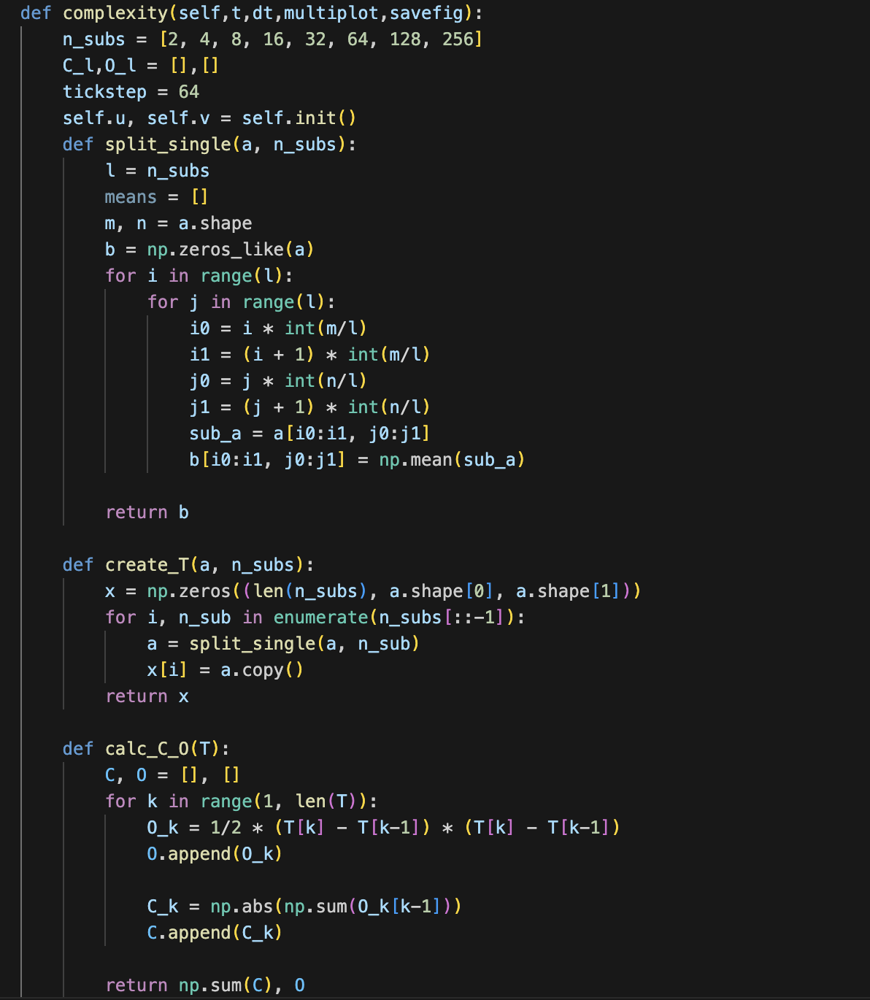 def complexity(self,t,dt,multiplot,savefig):
    n_subs = [2, 4, 8, 16, 32, 64, 128, 256]
    C_l,O_l = [],[]
    tickstep = 64
    self.u, self.v = self.init()
    def split_single(a, n_subs):
        l = n_subs
        means = []
        m, n = a.shape
        b = np.zeros_like(a)
        for i in range(l):
            for j in range(l):
                i0 = i * int(m/l)
                i1 = (i + 1) * int(m/l)
                j0 = j * int(n/l)
                j1 = (j + 1) * int(n/l)
                sub_a = a[i0:i1, j0:j1]
                b[i0:i1, j0:j1] = np.mean(sub_a)

        return b

    def create_T(a, n_subs):
        x = np.zeros((len(n_subs), a.shape[0], a.shape[1]))
        for i, n_sub in enumerate(n_subs[::-1]):
            a = split_single(a, n_sub)
            x[i] = a.copy()
        return x

    def calc_C_O(T):
        C, O = [], []
        for k in range(1, len(T)):
            O_k = 1/2 * (T[k] - T[k-1]) * (T[k] - T[k-1])
            O.append(O_k)

            C_k = np.abs(np.sum(O_k[k-1]))
            C.append(C_k)

        return np.sum(C), O